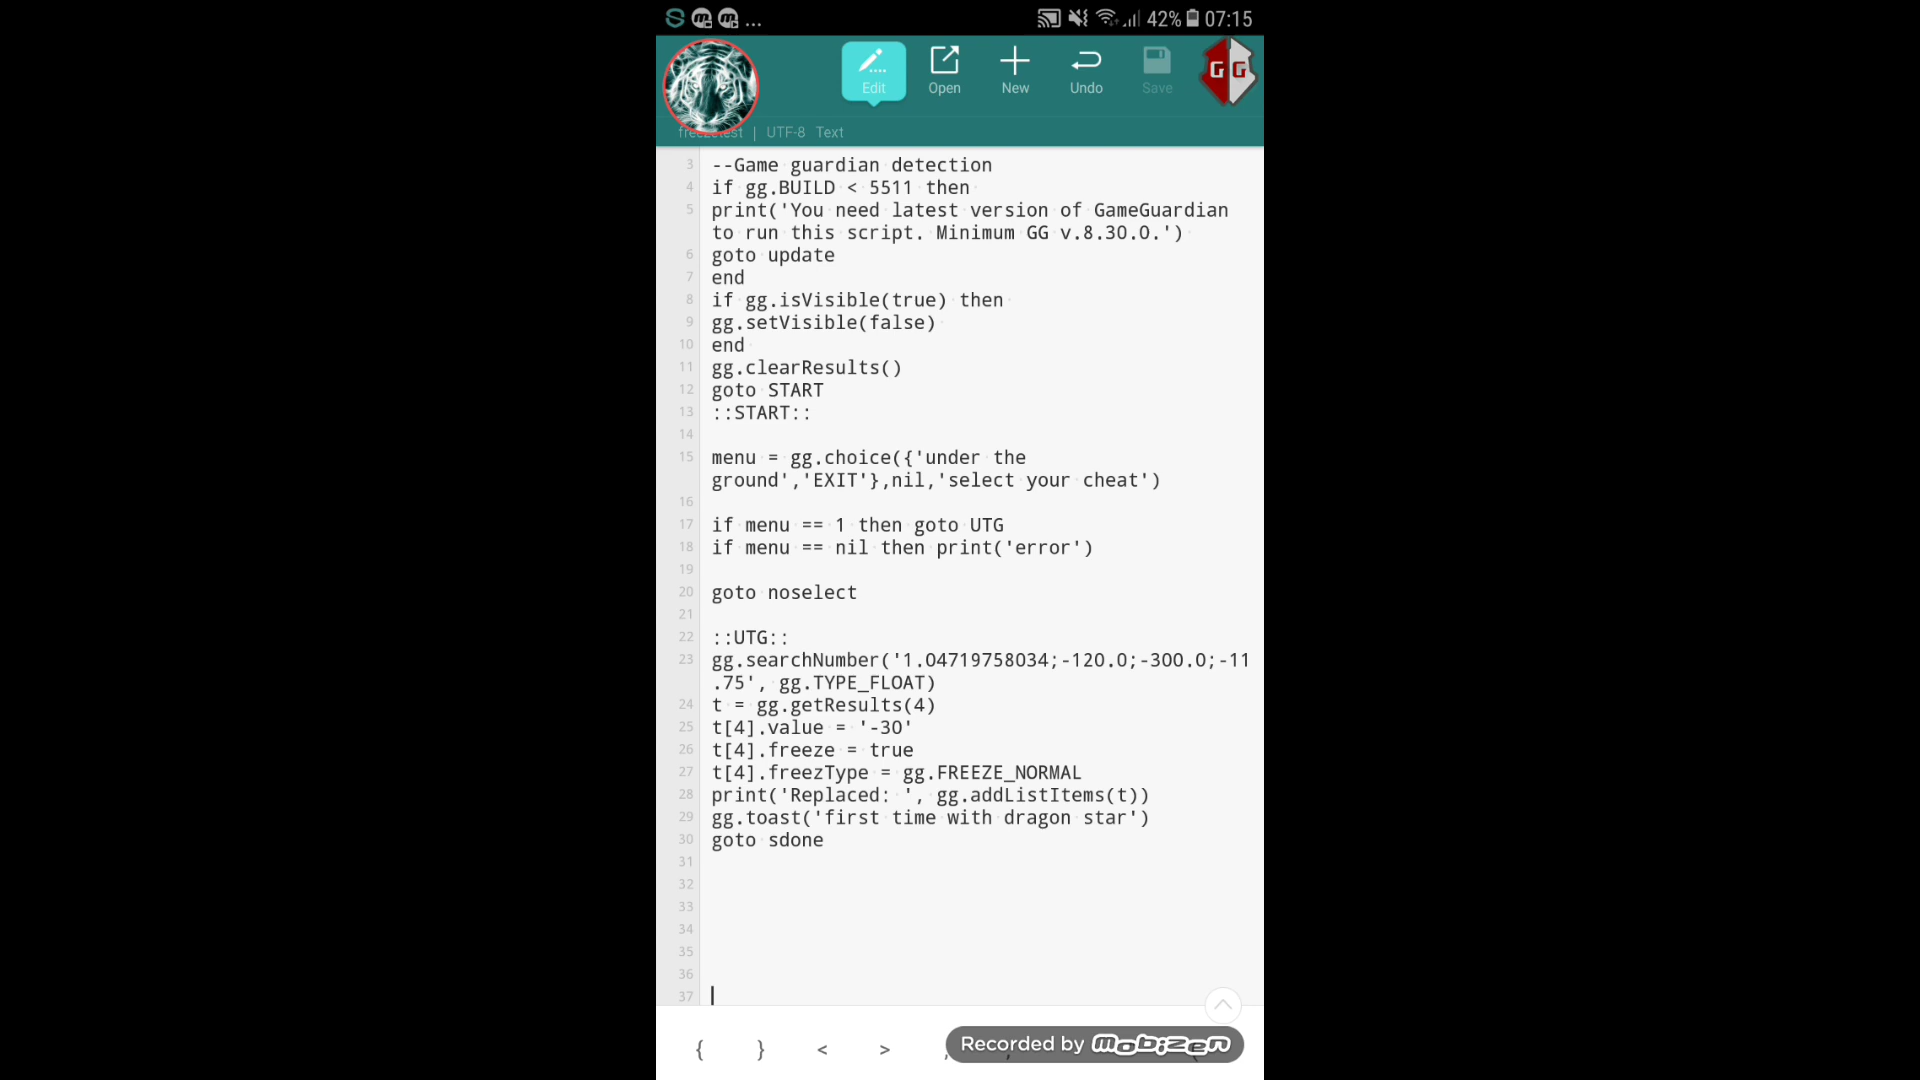 42% 07:15
Edit Open New Undo Save GG
freezetest | UTF-8 Text
3 --Game guardian detection
4 if gg.BUILD < 5511 then
5 print('You need latest version of GameGuardian
to run this script. Minimum GG v.8.30.0.')
6 goto update
7 end
8 if gg.isVisible(true) then
9 gg.setVisible(false)
10 end
11 gg.clearResults()
12 goto START
13 ::START::
14
15 menu = gg.choice({'under the
ground','EXIT'},nil,'select your cheat')
16
17 if menu == 1 then goto UTG
18 if menu == nil then print('error')
19
20 goto noselect
21
22 ::UTG::
23 gg.searchNumber('1.04719758034;-120.0;-300.0;-11
.75', gg.TYPE_FLOAT)
24 t = gg.getResults(4)
25 t[4].value = '-30'
26 t[4].freeze = true
27 t[4].freezType = gg.FREEZE_NORMAL
28 print('Replaced: ', gg.addListItems(t))
29 gg.toast('first time with dragon star')
30 goto sdone
31
32
33
34
35
36
37
{ } < >
Recorded by mobizen